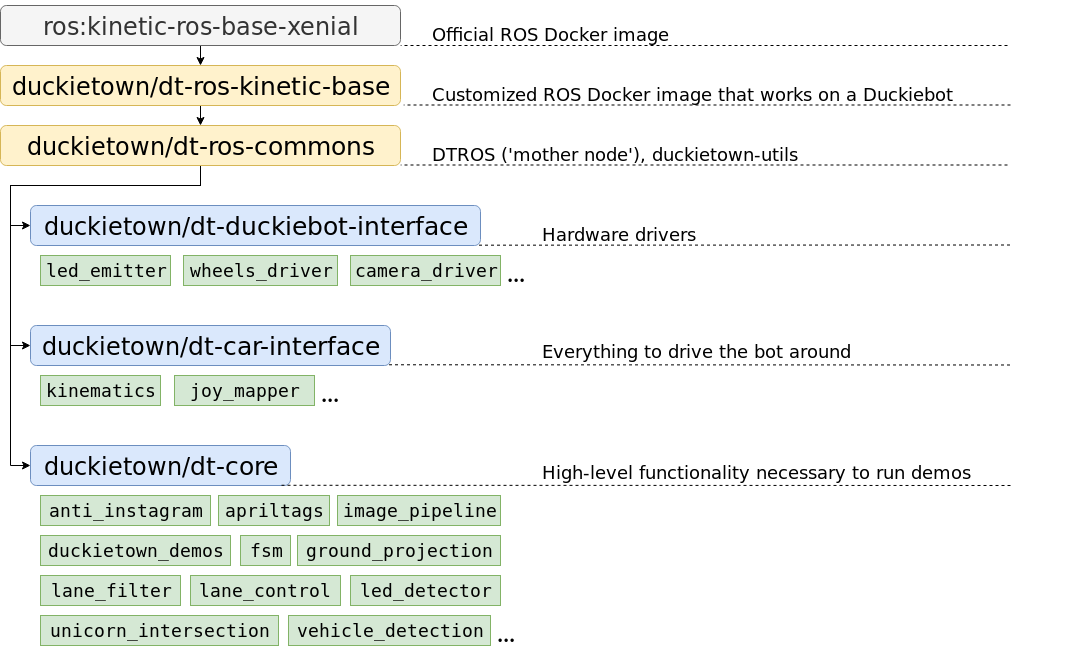 ros:kinetic-ros-base-xenial
Official ROS Docker image
duckietown/dt-ros-kinetic-base
Customized ROS Docker image that works on a Duckiebot
duckietown/dt-ros-commons
DTROS ('mother node'), duckietown-utils
duckietown/dt-duckiebot-interface
Hardware drivers
led_emitter wheels_driver camera_driver ...
duckietown/dt-car-interface
Everything to drive the bot around
kinematics joy_mapper ...
duckietown/dt-core
High-level functionality necessary to run demos
anti_instagram apriltags image_pipeline
duckietown_demos fsm ground_projection
lane_filter lane_control led_detector
unicorn_intersection vehicle_detection ...